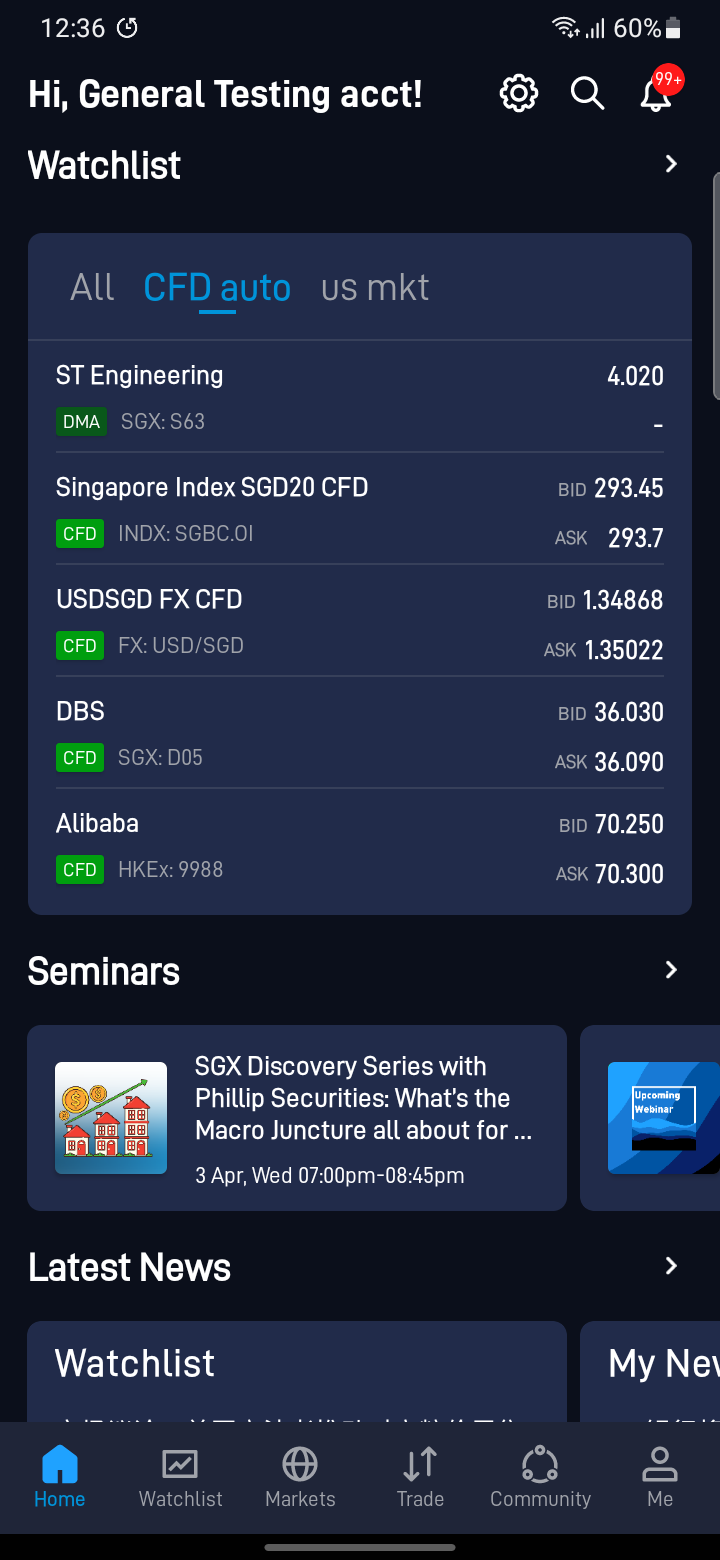 12:36
60%
Hi, General Testing acct!
99+
Watchlist
All CFD auto us mkt
ST Engineering 4.020
DMA SGX: S63 -
Singapore Index SGD20 CFD BID 293.45
CFD INDX: SGBC.OI ASK 293.7
USDSGD FX CFD BID 1.34868
CFD FX: USD/SGD ASK 1.35022
DBS BID 36.030
CFD SGX: D05 ASK 36.090
Alibaba BID 70.250
CFD HKEx: 9988 ASK 70.300
Seminars
SGX Discovery Series with
Phillip Securities: What's the
Macro Juncture all about for ...
3 Apr, Wed 07:00pm-08:45pm
Upcoming
Webinar
Latest News
Watchlist
My New
Home Watchlist Markets Trade Community Me